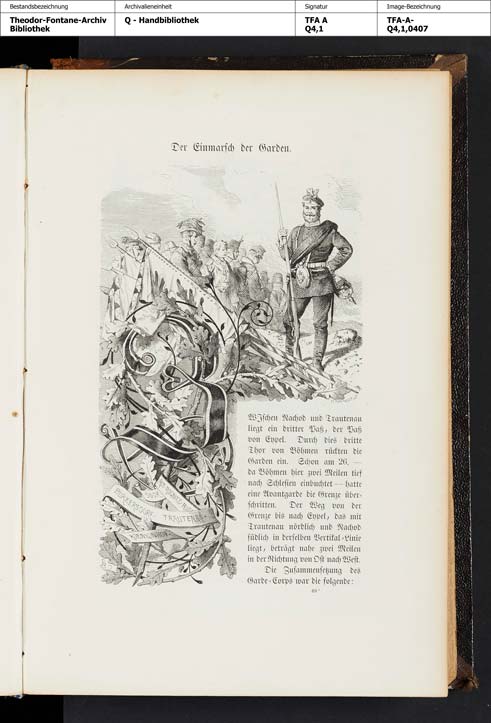 Bestandsbezeichnung
Archivalieneinheit
Signatur
Image-Bezeichnung
Theodor-Fontane-Archiv
Bibliothek
Q - Handbibliothek
TFA A
Q4,1
TFA-A-
Q4,1,0407
Der Einmarsch der Garden.
WJschen Nachod und Trautenau
liegt ein dritter Paß, der Paß
von Eypel. Durch dies dritte
Thor von Böhmen rückten die
Garden ein. Schon am 26. —
da Böhmen hier zwei Meilen tief
nach Schlesien einbuchtet — hatte
eine Avantgarde die Grenze über-
schritten. Der Weg von der
Grenze bis nach Eypel, das mit
Trautenau nördlich und Nachod
südlich in derselben Vertikal-Linie
liegt, beträgt nahe zwei Meilen
in der Richtung von Ost nach West.
Die Zusammensetzung des
Garde-Corps war die folgende:
TRAUTENAU